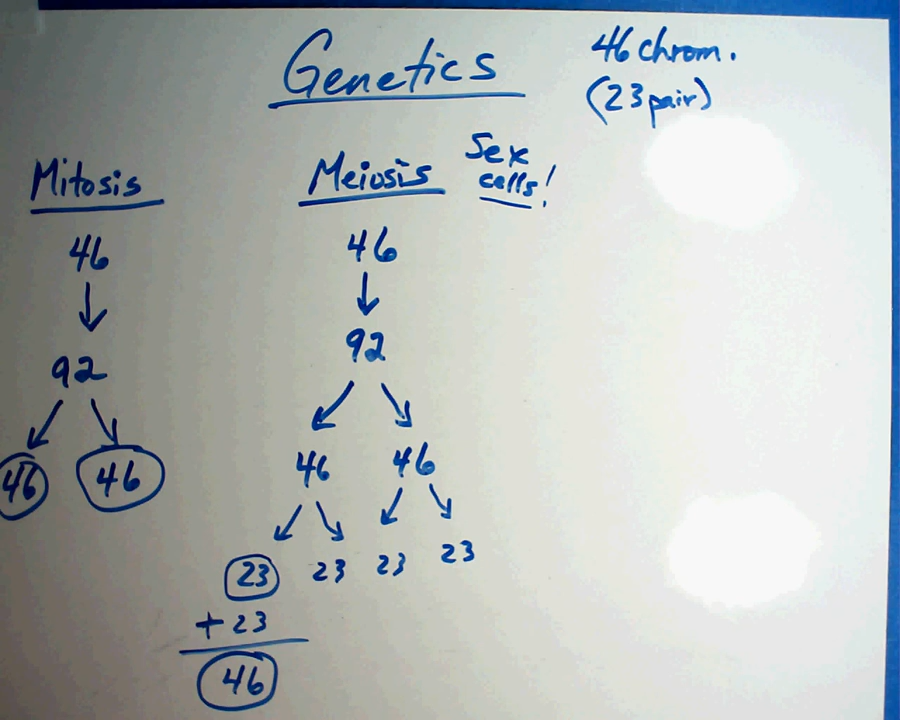 Genetics
46 chrom.
(23 pair)
Mitosis
46
92
46 46
Meiosis
Sex
cells!
46
92
46 46
23 23 23 23
+ 23
46